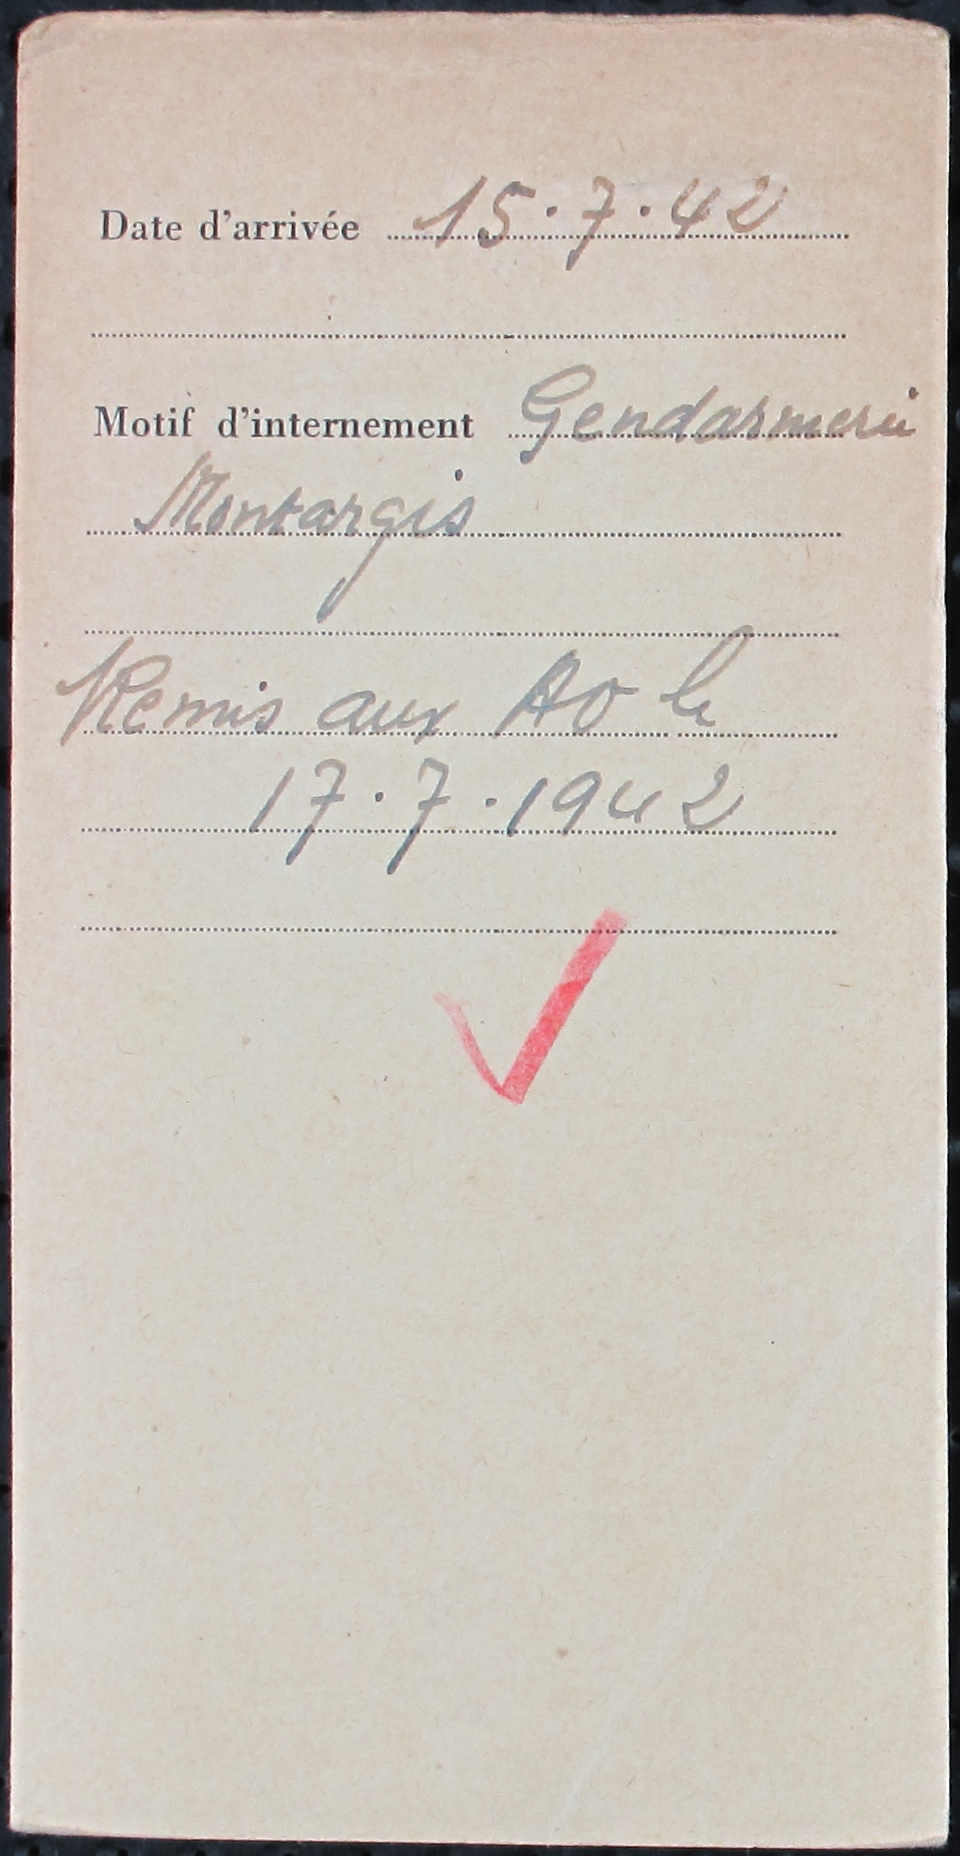 Date d'arrivée 15.7.42
Motif d'internement Gendarmerie
Montargis
Remis aux AO le
17.7.1942